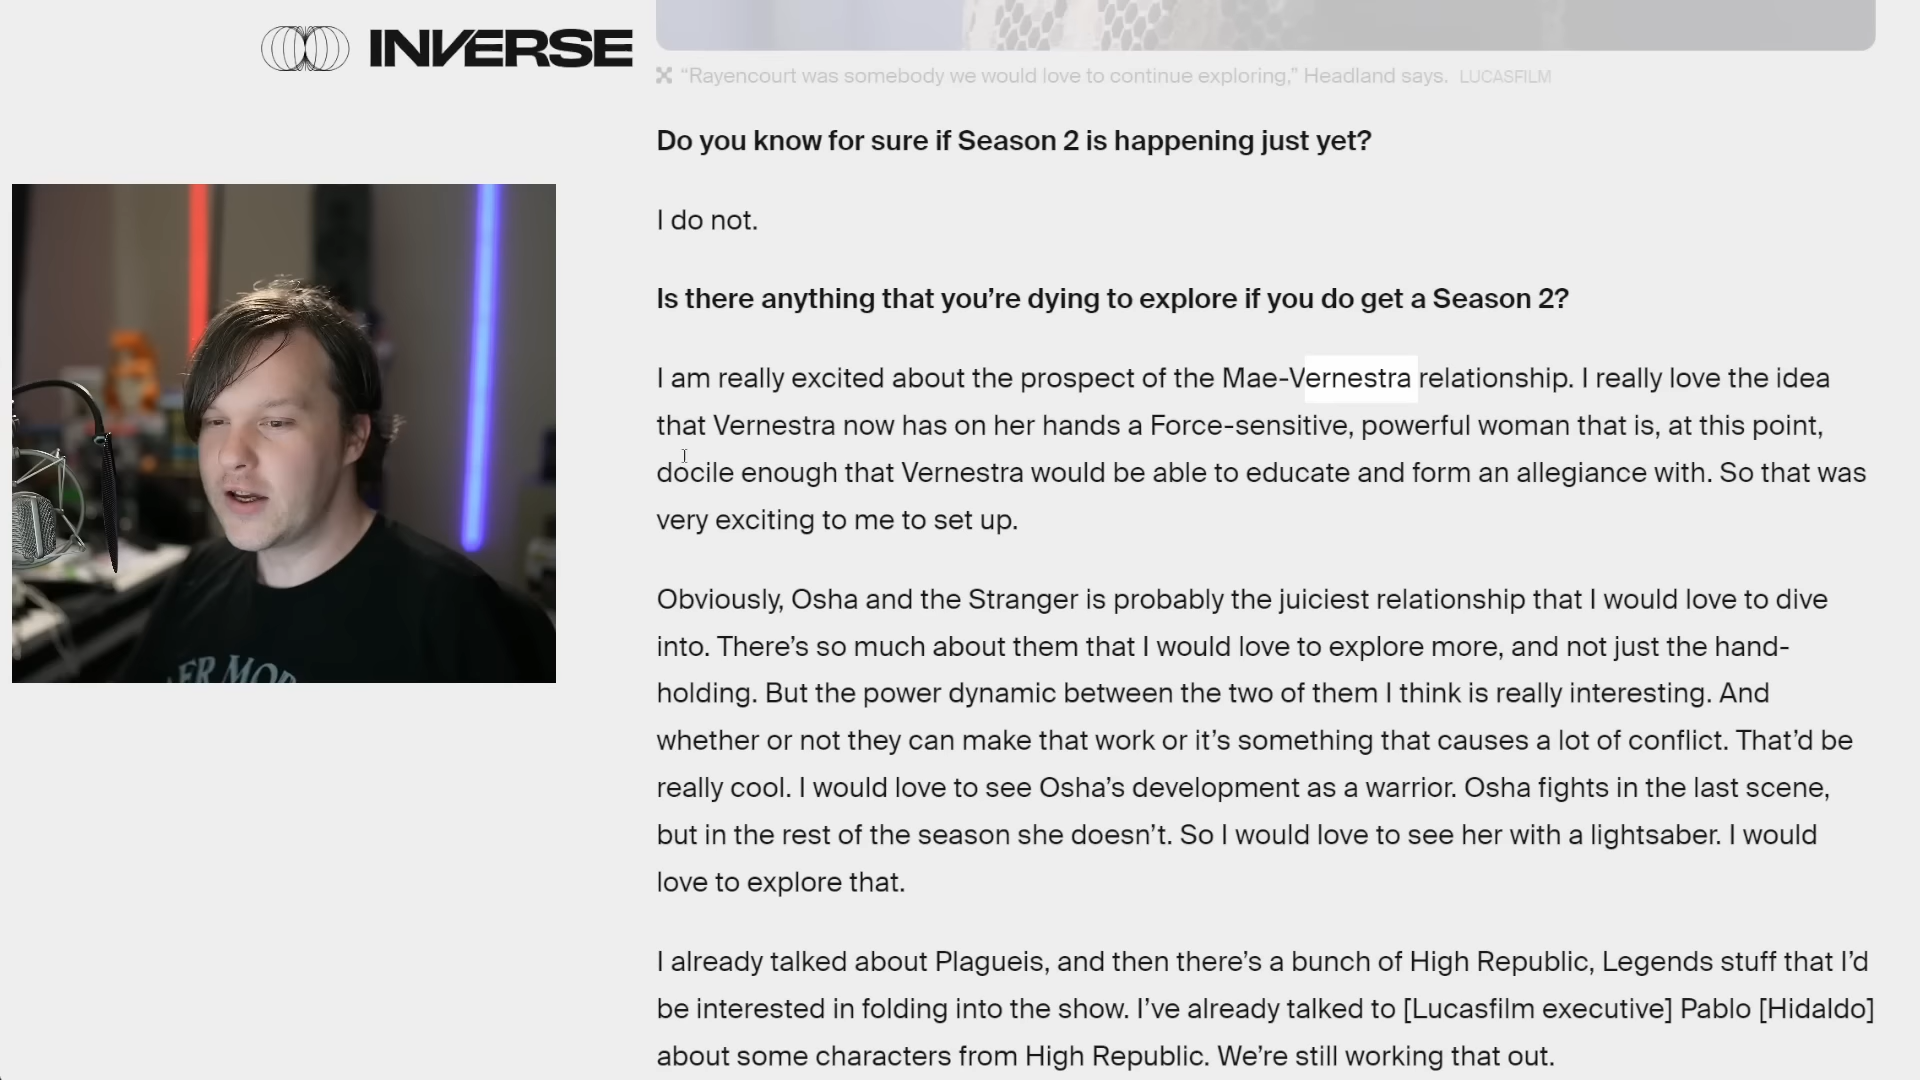 INVERSE
“Rayencourt was somebody we would love to continue exploring,” Headland says. LUCASFILM
Do you know for sure if Season 2 is happening just yet?
I do not.
Is there anything that you’re dying to explore if you do get a Season 2?
I am really excited about the prospect of the Mae-Vernestra relationship. I really love the idea
that Vernestra now has on her hands a Force-sensitive, powerful woman that is, at this point,
docile enough that Vernestra would be able to educate and form an allegiance with. So that was
very exciting to me to set up.
Obviously, Osha and the Stranger is probably the juiciest relationship that I would love to dive
into. There’s so much about them that I would love to explore more, and not just the hand-
holding. But the power dynamic between the two of them I think is really interesting. And
whether or not they can make that work or it’s something that causes a lot of conflict. That’d be
really cool. I would love to see Osha’s development as a warrior. Osha fights in the last scene,
but in the rest of the season she doesn’t. So I would love to see her with a lightsaber. I would
love to explore that.
I already talked about Plagueis, and then there’s a bunch of High Republic, Legends stuff that I’d
be interested in folding into the show. I’ve already talked to [Lucasfilm executive] Pablo [Hidaldo]
about some characters from High Republic. We’re still working that out.